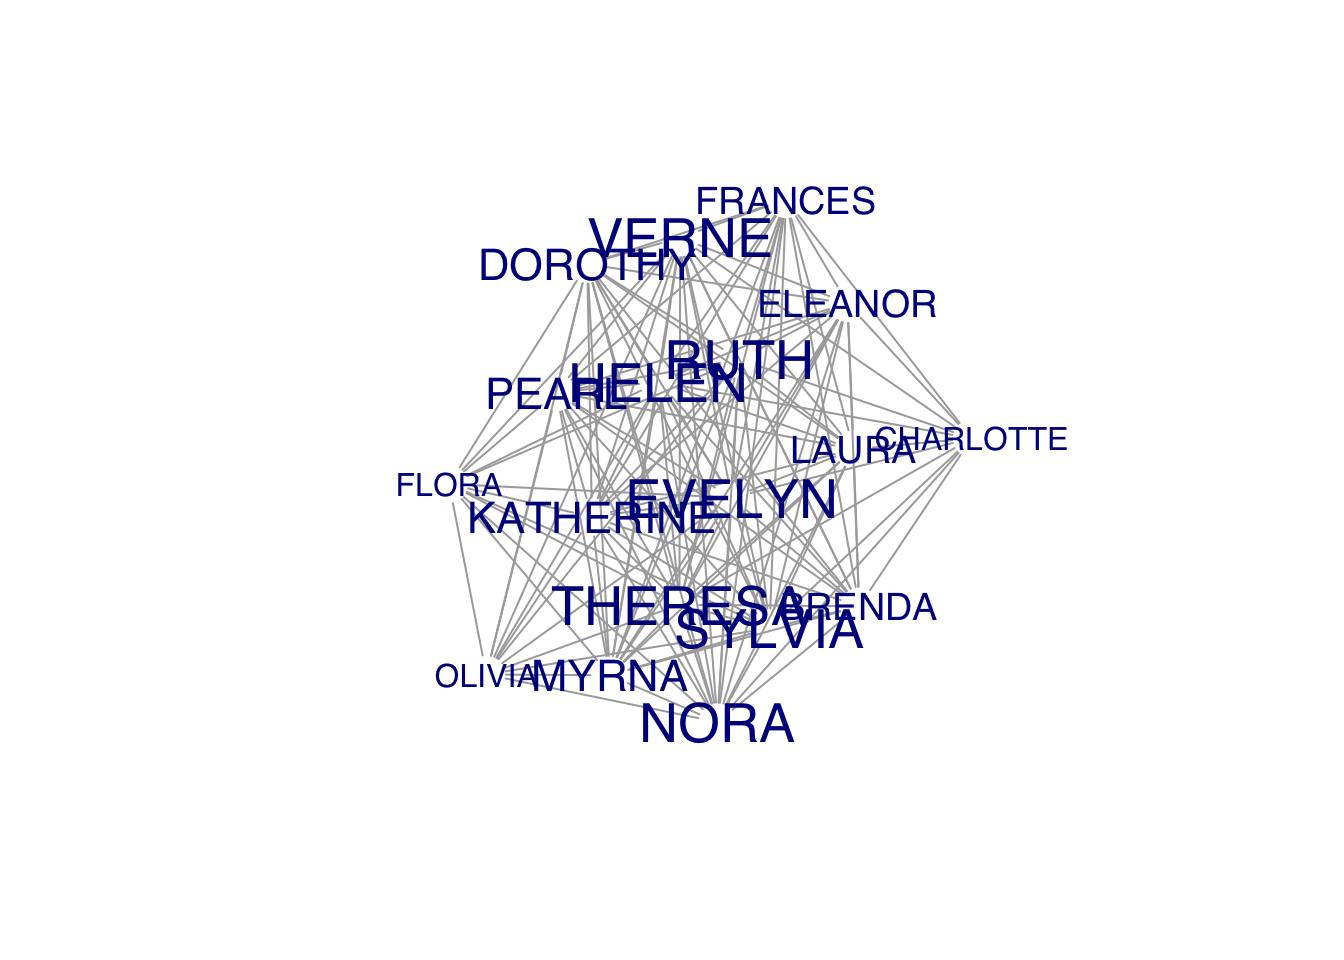 FRANCES
VERNE
DOROTHY
ELEANOR
RUTH
HELEN
PEARL
CHARLOTTE
LAURA
FLORA
EVELYN
KATHERINE
THERESA
BRENDA
SYLVIA
OLIVIA
MYRNA
NORA